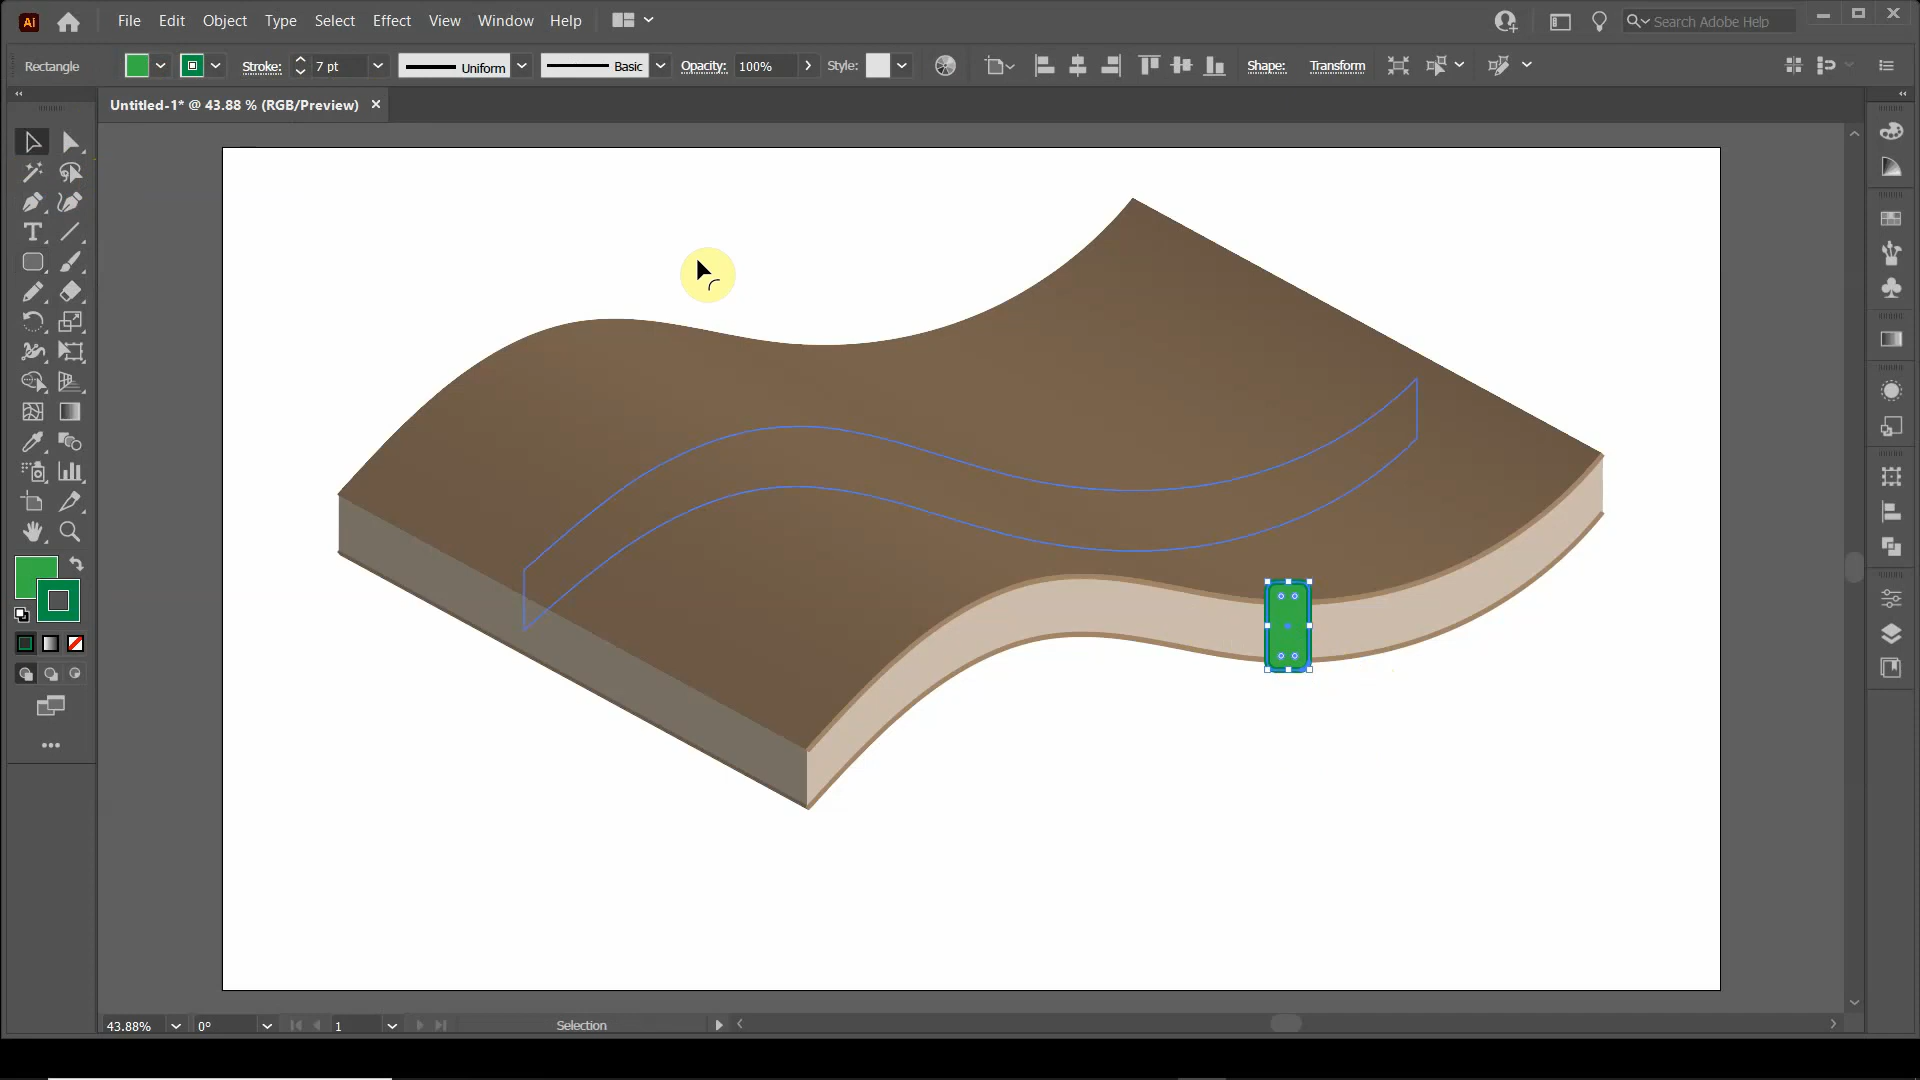 Ai File Edit Object Type Select Effect View Window Help Search Adobe Help
Rectangle Stroke: 7 pt Uniform Basic Opacity: 100% Style: Shape: Transform
Untitled-1* @ 43.88 % (RGB/Preview)
43.88% 0° 1 Selection